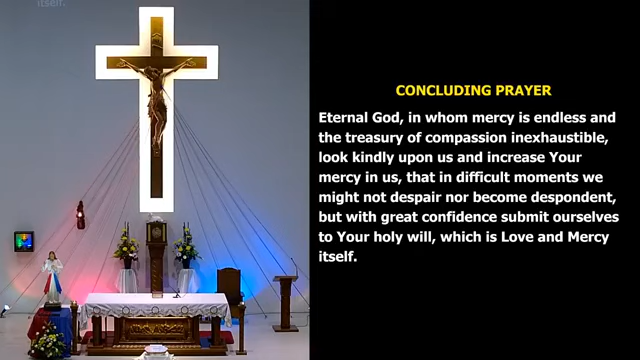 itself.
CONCLUDING PRAYER
Eternal God, in whom mercy is endless and
the treasury of compassion inexhaustible,
look kindly upon us and increase Your
mercy in us, that in difficult moments we
might not despair nor become despondent,
but with great confidence submit ourselves
to Your holy will, which is Love and Mercy
itself.